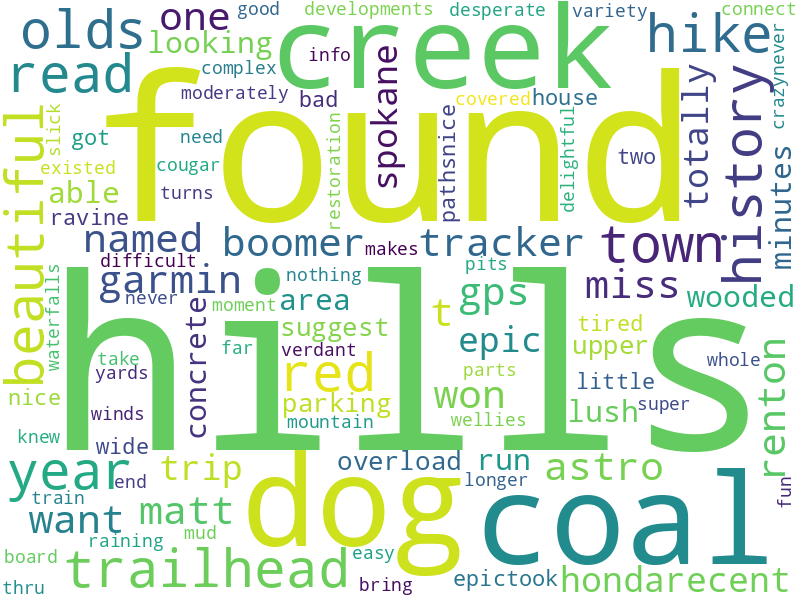 good developments desperate variety connect
olds one looking creek hike
read info complex moderately bad
found spokane covered house totally history crazynever
beautiful slick got need existed cougar able turns ravine
restoration pathsnice delightful two minutes
named boomer makes tracker town
difficult garmin never nothing pits miss
waterfalls hills moment area t gps wooded
concrete suggest epic tired upper
take far verdant red parts whole
yards nice winds parking won wellies little lush super renton
knew wide mountain
year end trip dog overload run longer astro coal
train want matt fun
raining mud
board trailhead easy epictook hondarecent
thru bring